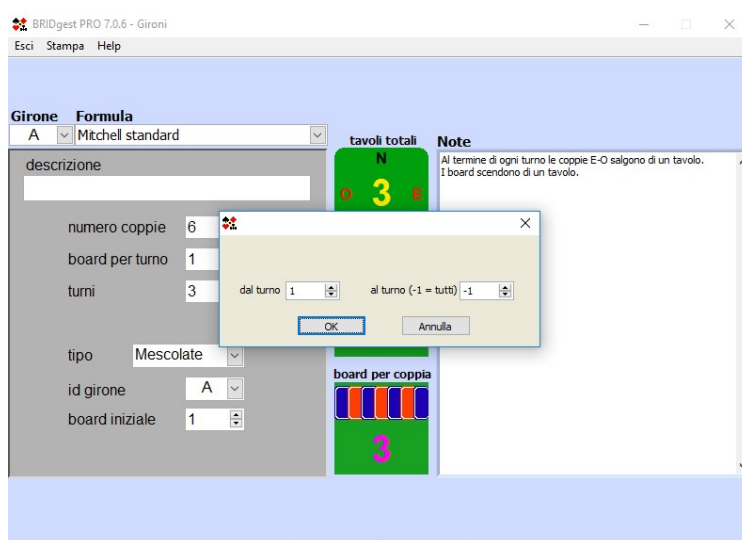 BRIDgest PRO 7.0.6 - Gironi
Esci Stampa Help
Girone Formula
A Mitchell standard
tavoli totali
Note
descrizione
N
O 3 E
Al termine di ogni turno le coppie E-O salgono di un tavolo.
I board scendono di un tavolo.
numero coppie 6
board per turno 1
turni 3
dal turno 1 al turno (-1 = tutti) -1
OK Annulla
tipo Mescolate
board per coppia
id girone A
board iniziale 1
3